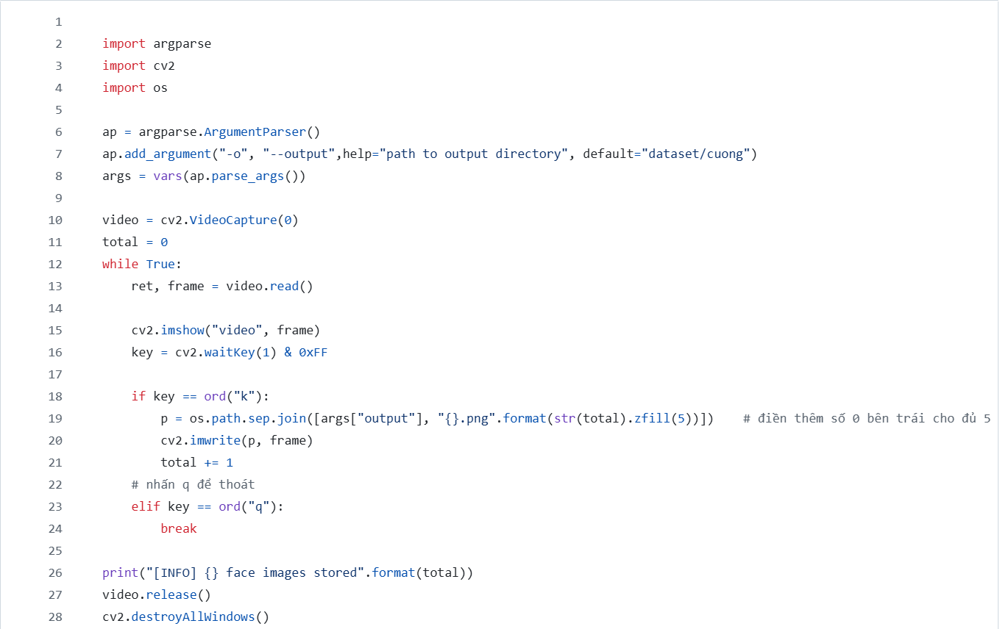 1
2 import argparse
3 import cv2
4 import os
5
6 ap = argparse.ArgumentParser()
7 ap.add_argument("-o", "--output",help="path to output directory", default="dataset/cuong")
8 args = vars(ap.parse_args())
9
10 video = cv2.VideoCapture(0)
11 total = 0
12 while True:
13     ret, frame = video.read()
14
15     cv2.imshow("video", frame)
16     key = cv2.waitKey(1) & 0xFF
17
18     if key == ord("k"):
19         p = os.path.sep.join([args["output"], "{}.png".format(str(total).zfill(5))])    # điền thêm số 0 bên trái cho đủ 5
20         cv2.imwrite(p, frame)
21         total += 1
22     # nhấn q để thoát
23     elif key == ord("q"):
24         break
25
26 print("[INFO] {} face images stored".format(total))
27 video.release()
28 cv2.destroyAllWindows()